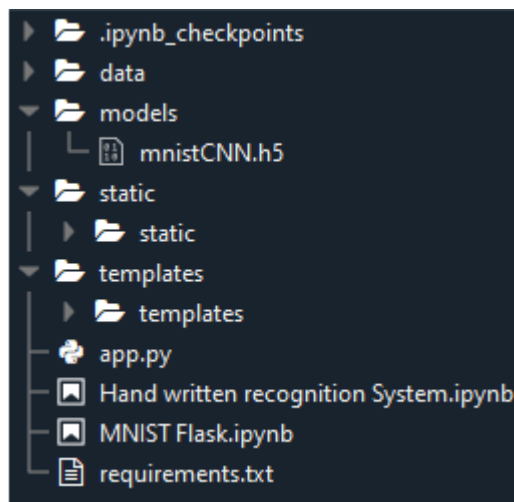 .ipynb_checkpoints
data
models
mnistCNN.h5
static
static
templates
templates
app.py
Hand written recognition System.ipynb
MNIST Flask.ipynb
requirements.txt